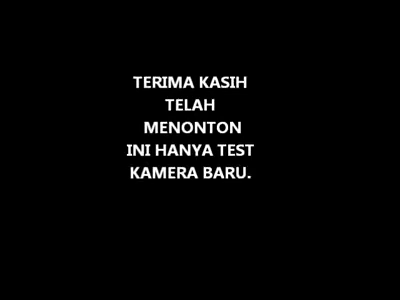 TERIMA KASIH
TELAH
MENONTON
INI HANYA TEST
KAMERA BARU.